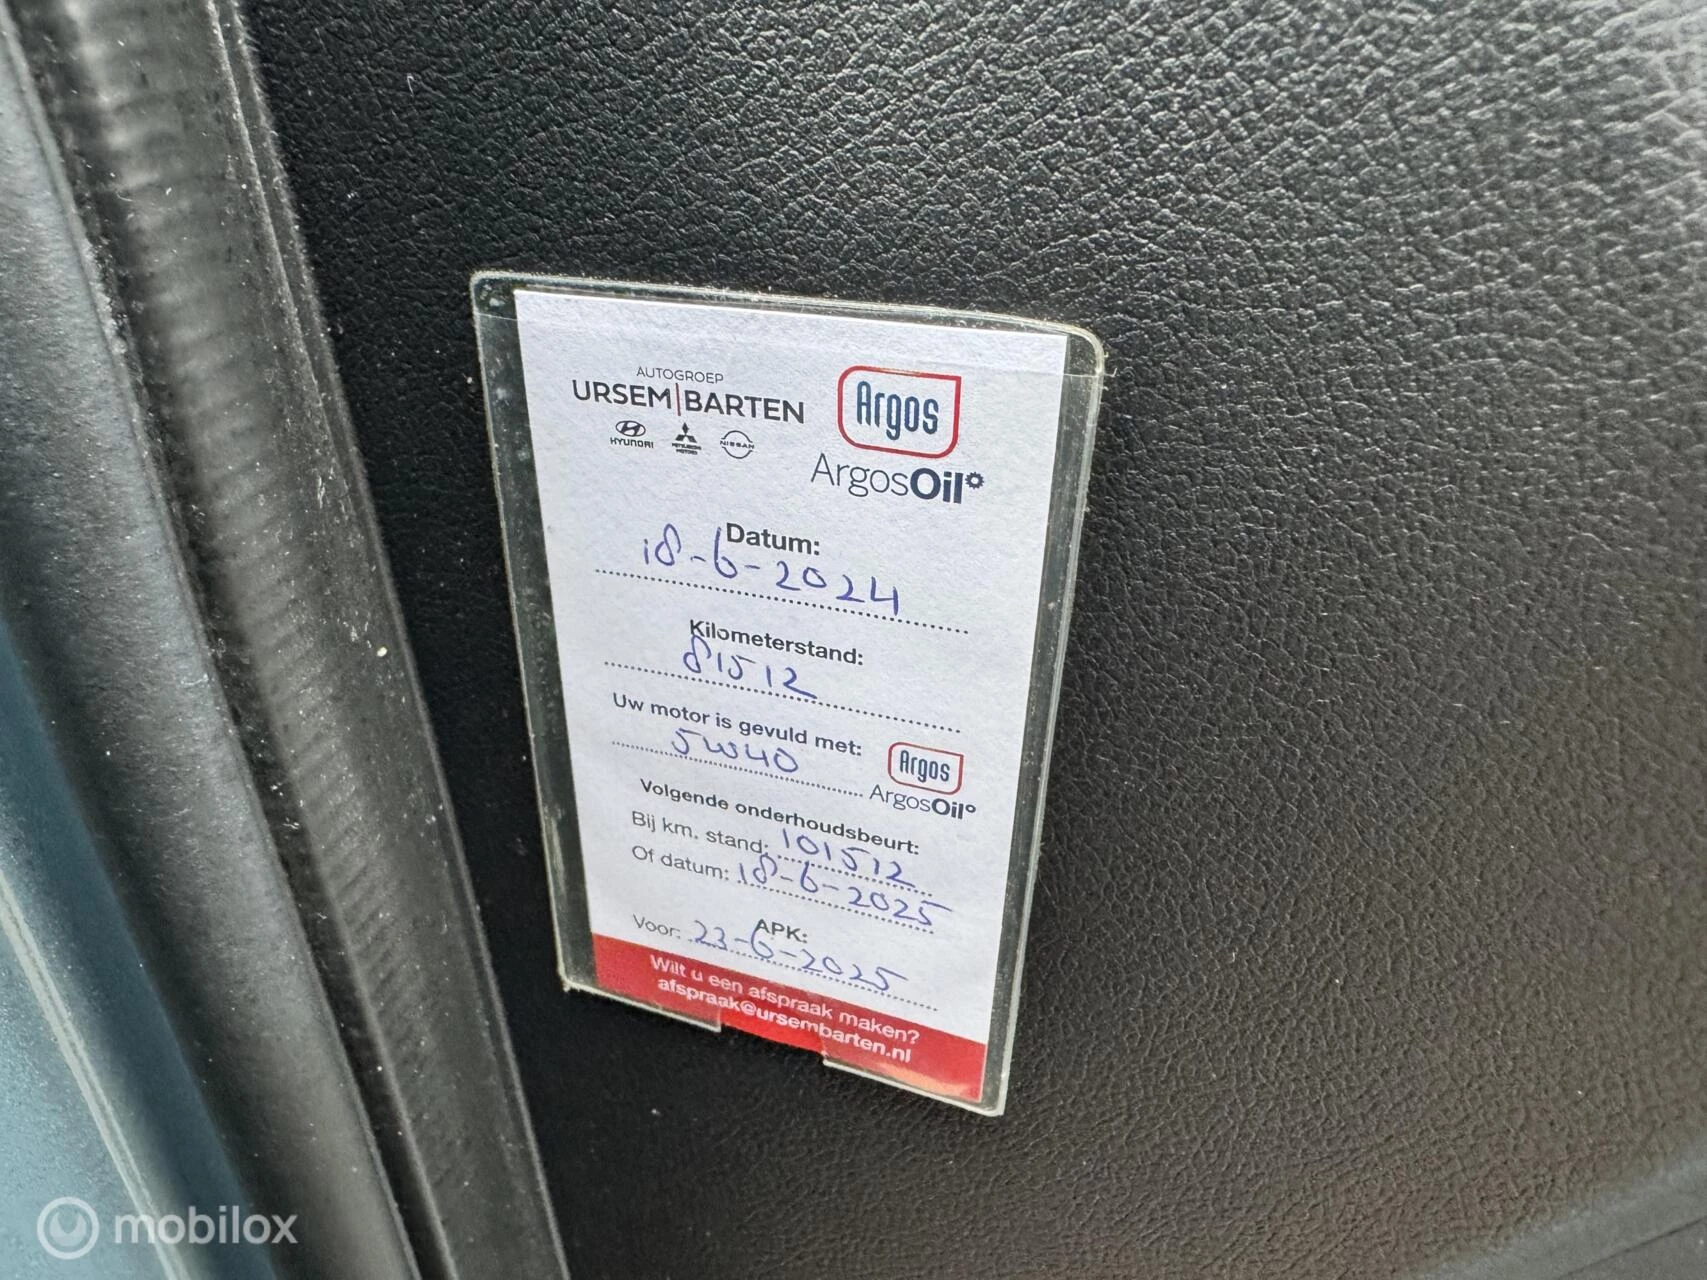 AUTOGROEP
URSEM|BARTEN
HYUNDAI MITSUBISHI MOTORS NISSAN
Argos
ArgosOil
Datum:
18-6-2024
Kilometerstand:
81512
Uw motor is gevuld met:
5W40
Argos
ArgosOil
Volgende onderhoudsbeurt:
Bij km. stand: 101512
Of datum: 18-6-2025
APK:
Voor: 23-6-2025
Wilt u een afspraak maken?
afspraak@ursembarten.nl
mobilox